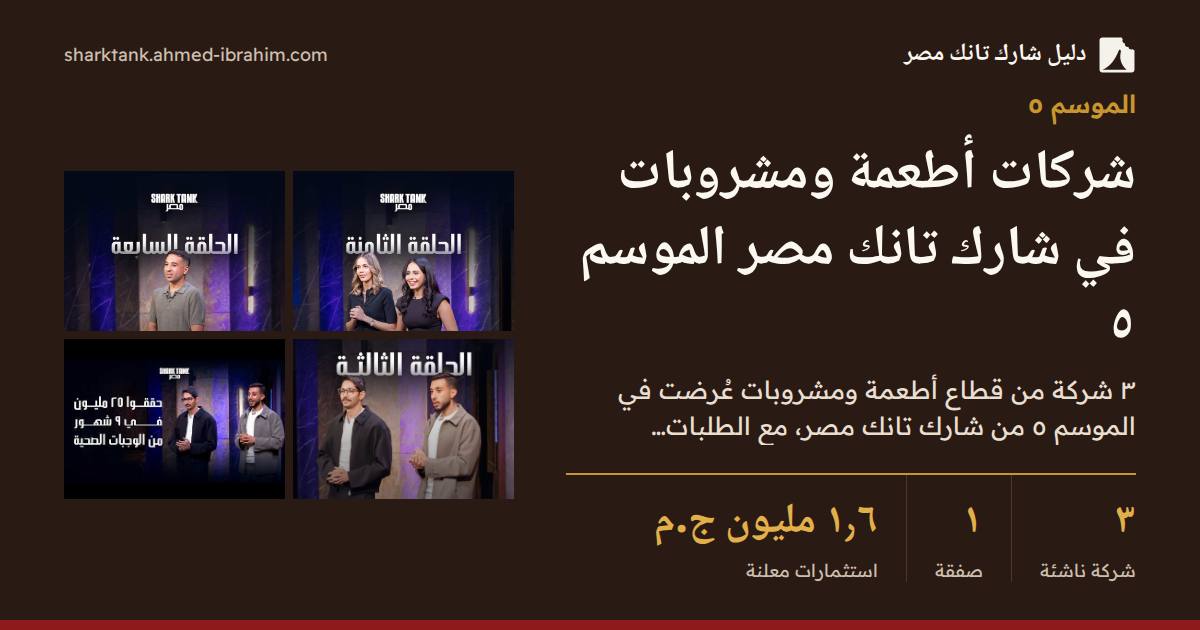 دليل شارك تانك مصر
sharktank.ahmed-ibrahim.com
الموسم ٥
شركات أطعمة ومشروبات
في شارك تانك مصر الموسم
٥
٣ شركة من قطاع أطعمة ومشروبات عُرضت في
الموسم ٥ من شارك تانك مصر، مع الطلبات...
٣
شركة ناشئة
١
صفقة
١,٦ مليون ج.م
استثمارات معلنة
SHARK TANK
مصر
الحلقة الثامنة
SHARK TANK
مصر
الحلقة السابعة
الحلقة الثالثة
SHARK TANK
مصر
حققوا ٢٥ مليون
في ٩ شهور
من الوجبات الصحية